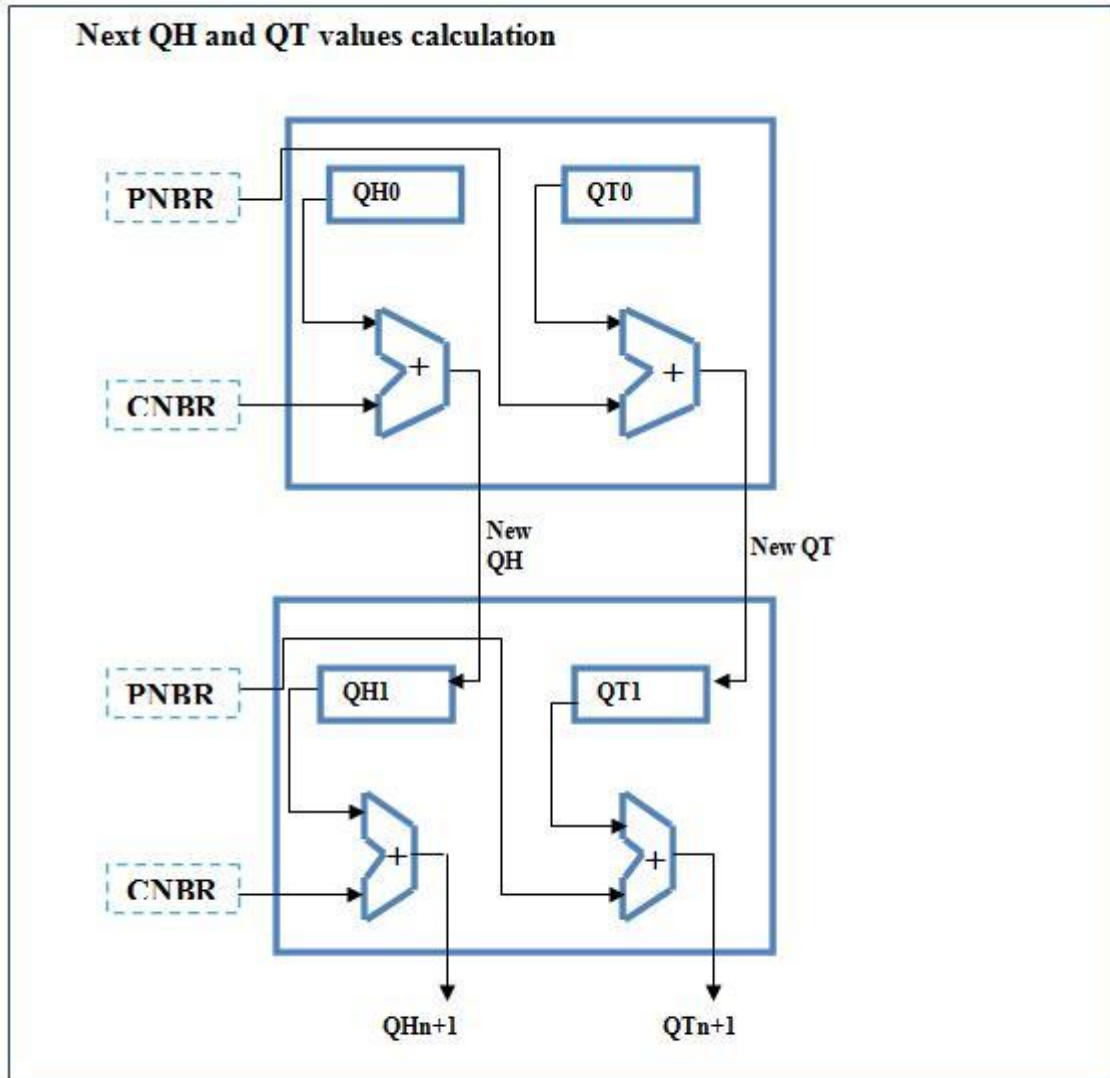 Next QH and QT values calculation
PNBR
QH0
QT0
+
+
CNBR
New
QH
New QT
PNBR
QH1
QT1
+
+
CNBR
QHn+1
QTn+1